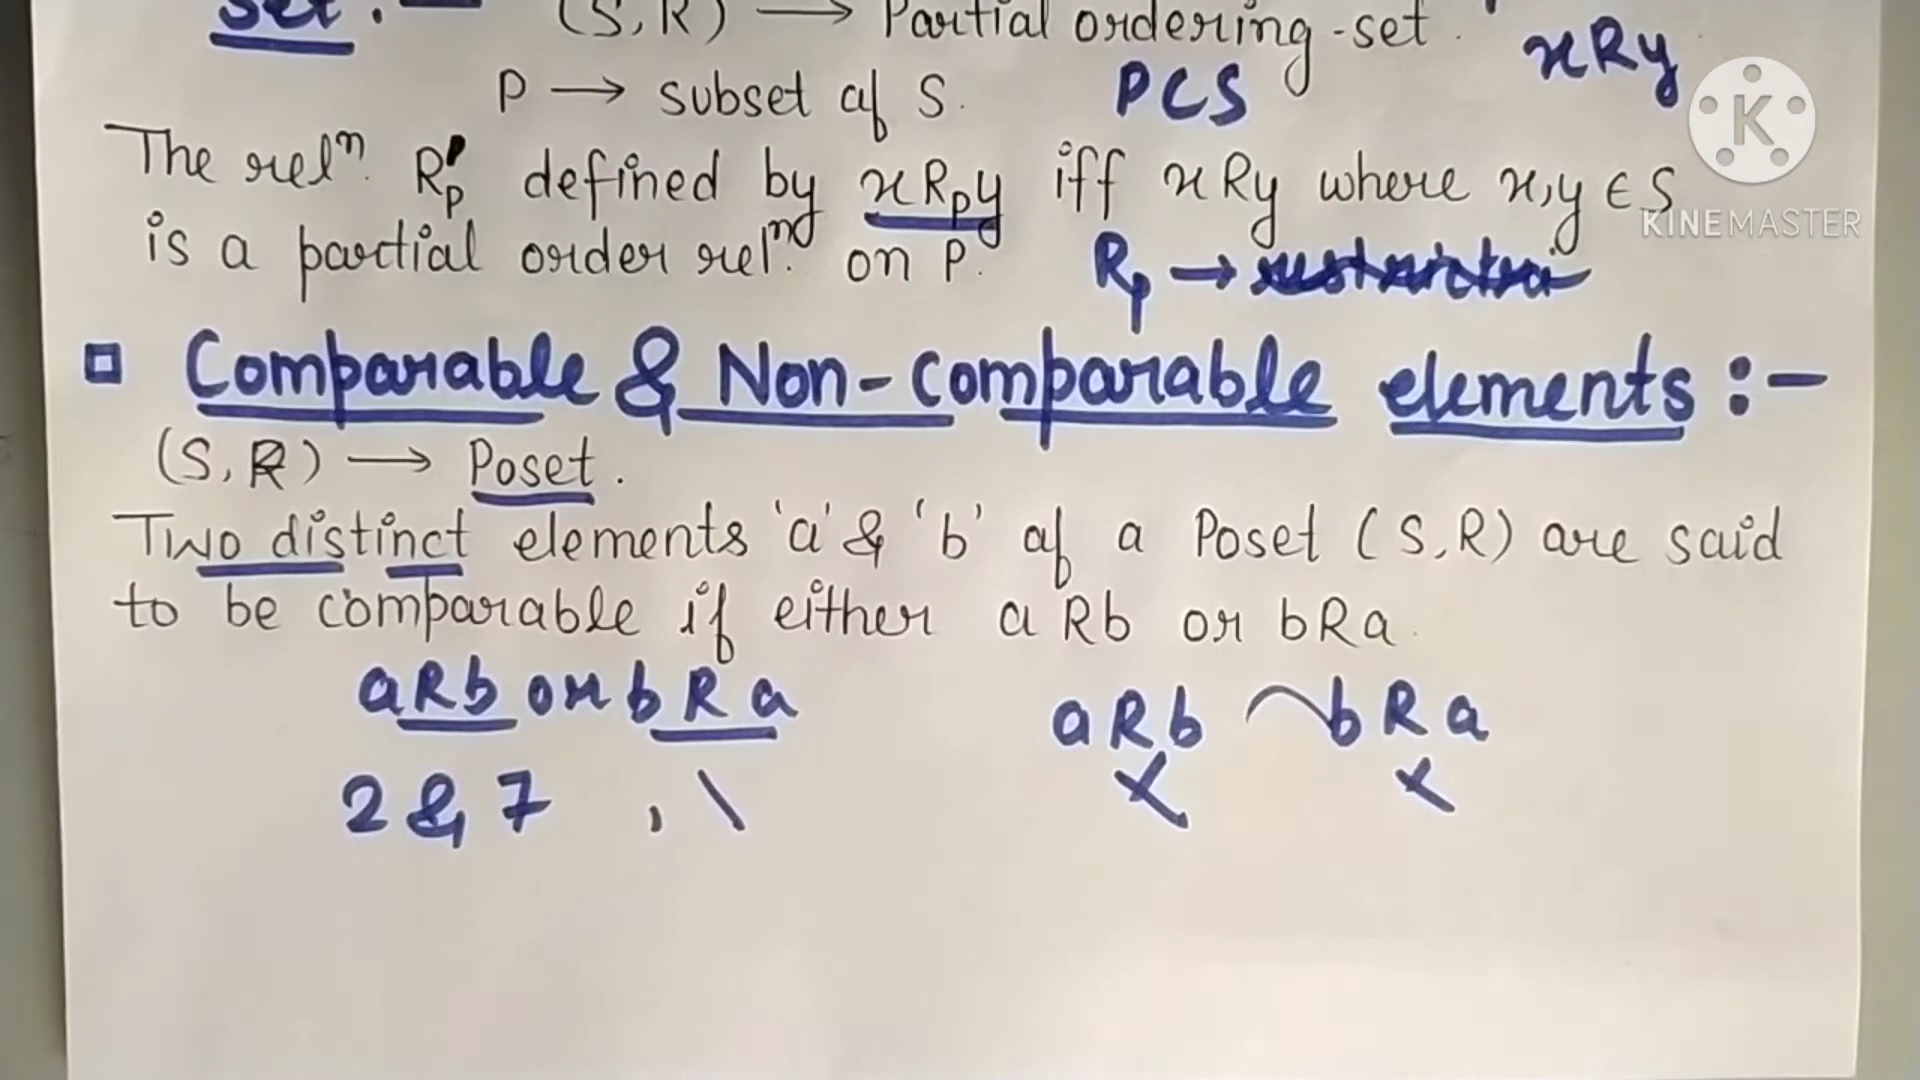 Set :- (S, R) → Partial ordering-set.
xRy
P → subset of S. PCS
The relⁿ. R'p defined by xRpy iff xRy where x,y ∈ S
is a partial order relⁿ. on P. Rp →
Comparable & Non-comparable elements :-
(S, R) → Poset.
Two distinct elements 'a' & 'b' of a Poset (S,R) are said
to be comparable if either aRb or bRa.
aRb or bRa aRb bRa
2 & 7 , \ x x
K
KINEMASTER